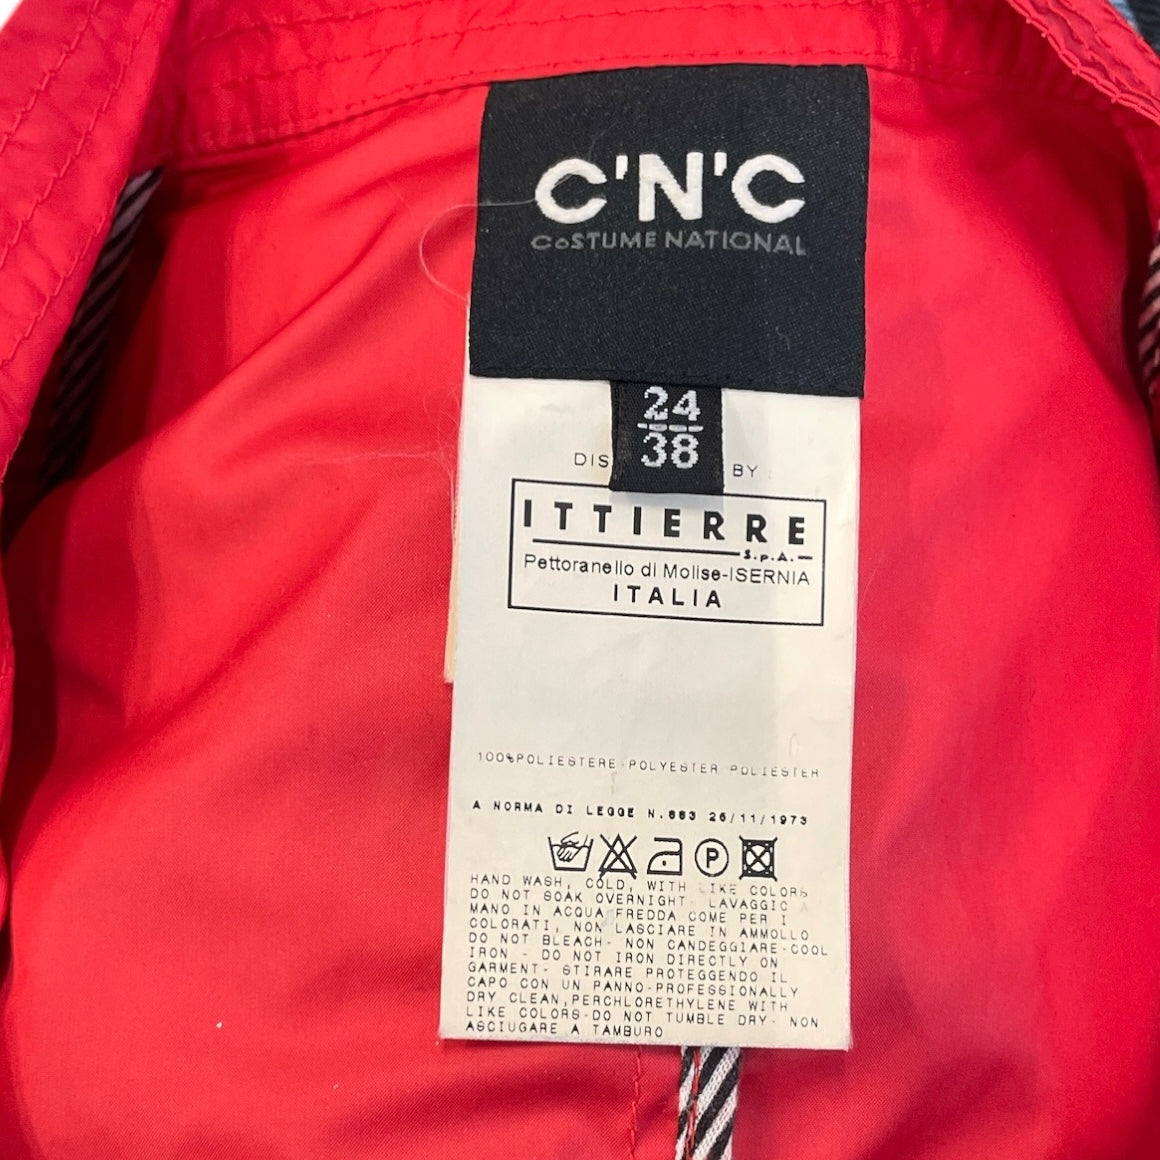 C'N'C
CoSTUME NATIONAL
24
38
BY
ITTIERRE
S.p.A.
Pettoranello di Molise-ISERNIA
ITALIA
100%POLIESTERE-POLYESTER-POLIESTER
A NORMA DI LEGGE N.883 26/11/1973
P
HAND WASH, COLD, WITH LIKE COLORS
DO NOT SOAK OVERNIGHT- LAVAGGIO A
MANO IN ACQUA FREDDA COME PER I
COLORATI, NON LASCIARE IN AMMOLLO
DO NOT BLEACH- NON CANDEGGIARE-COOL
IRON - DO NOT IRON DIRECTLY ON
GARMENT- STIRARE PROTEGGENDO IL
CAPO CON UN PANNO-PROFESSIONALLY
DRY CLEAN,PERCHLORETHYLENE WITH
LIKE COLORS-DO NOT TUMBLE DRY- NON
ASCIUGARE A TAMBURO